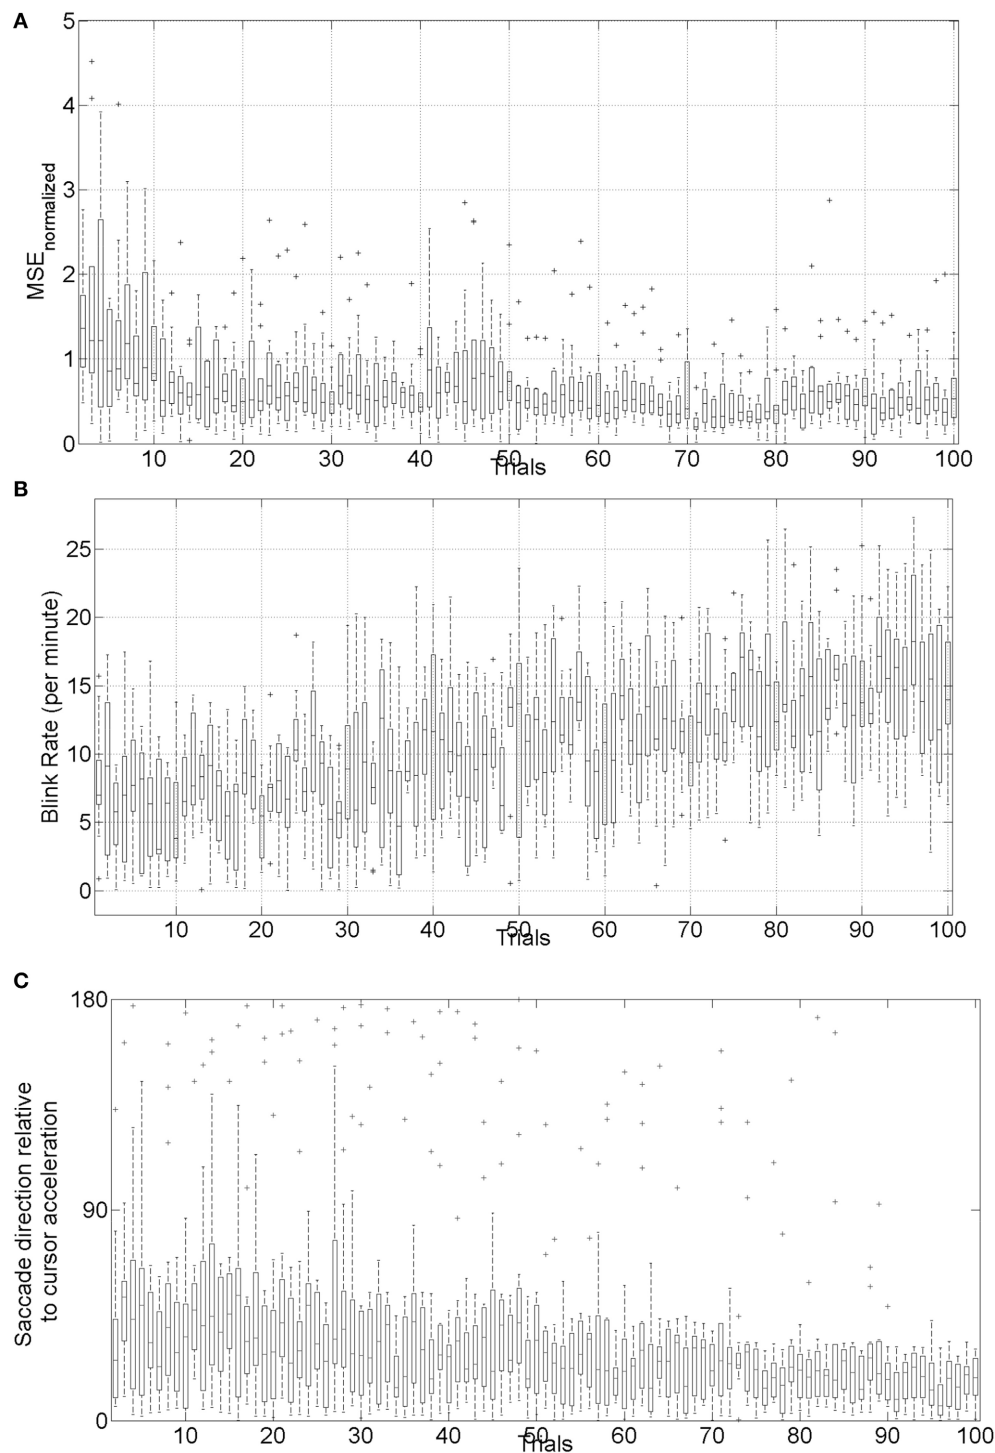 A
5
4
3
2
1
0
MSE normalized
10 20 30 40 50 60 70 80 90 100
Trials
B
25
20
15
10
5
0
Blink Rate (per minute)
10 20 30 40 50 60 70 80 90 100
Trials
C
180
90
0
Saccade direction relative
to cursor acceleration
10 20 30 40 50 60 70 80 90 100
Trials